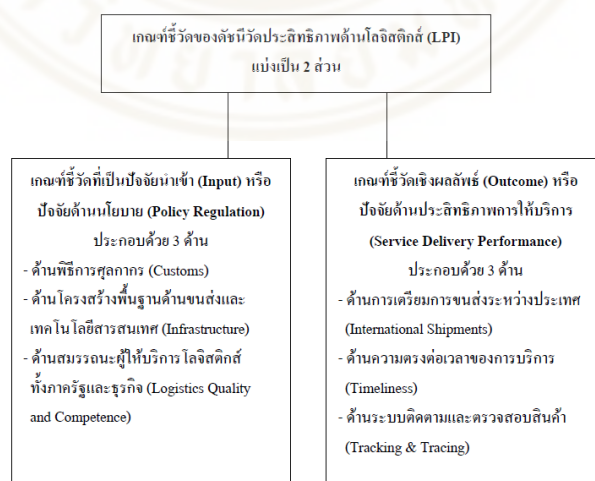 เกณฑ์ชี้วัดของดัชนีวัดประสิทธิภาพด้านโลจิสติกส์ (LPI)
แบ่งเป็น 2 ส่วน
เกณฑ์ชี้วัดที่เป็นปัจจัยนำเข้า (Input) หรือ
ปัจจัยด้านนโยบาย (Policy Regulation)
ประกอบด้วย 3 ด้าน
- ด้านพิธีการศุลกากร (Customs)
- ด้านโครงสร้างพื้นฐานด้านขนส่งและ
เทคโนโลยีสารสนเทศ (Infrastructure)
- ด้านสมรรถนะผู้ให้บริการโลจิสติกส์
ทั้งภาครัฐและธุรกิจ (Logistics Quality
and Competence)
เกณฑ์ชี้วัดเชิงผลลัพธ์ (Outcome) หรือ
ปัจจัยด้านประสิทธิภาพการให้บริการ
(Service Delivery Performance)
ประกอบด้วย 3 ด้าน
- ด้านการเตรียมการขนส่งระหว่างประเทศ
(International Shipments)
- ด้านความตรงต่อเวลาของการบริการ
(Timeliness)
- ด้านระบบติดตามและตรวจสอบสินค้า
(Tracking & Tracing)